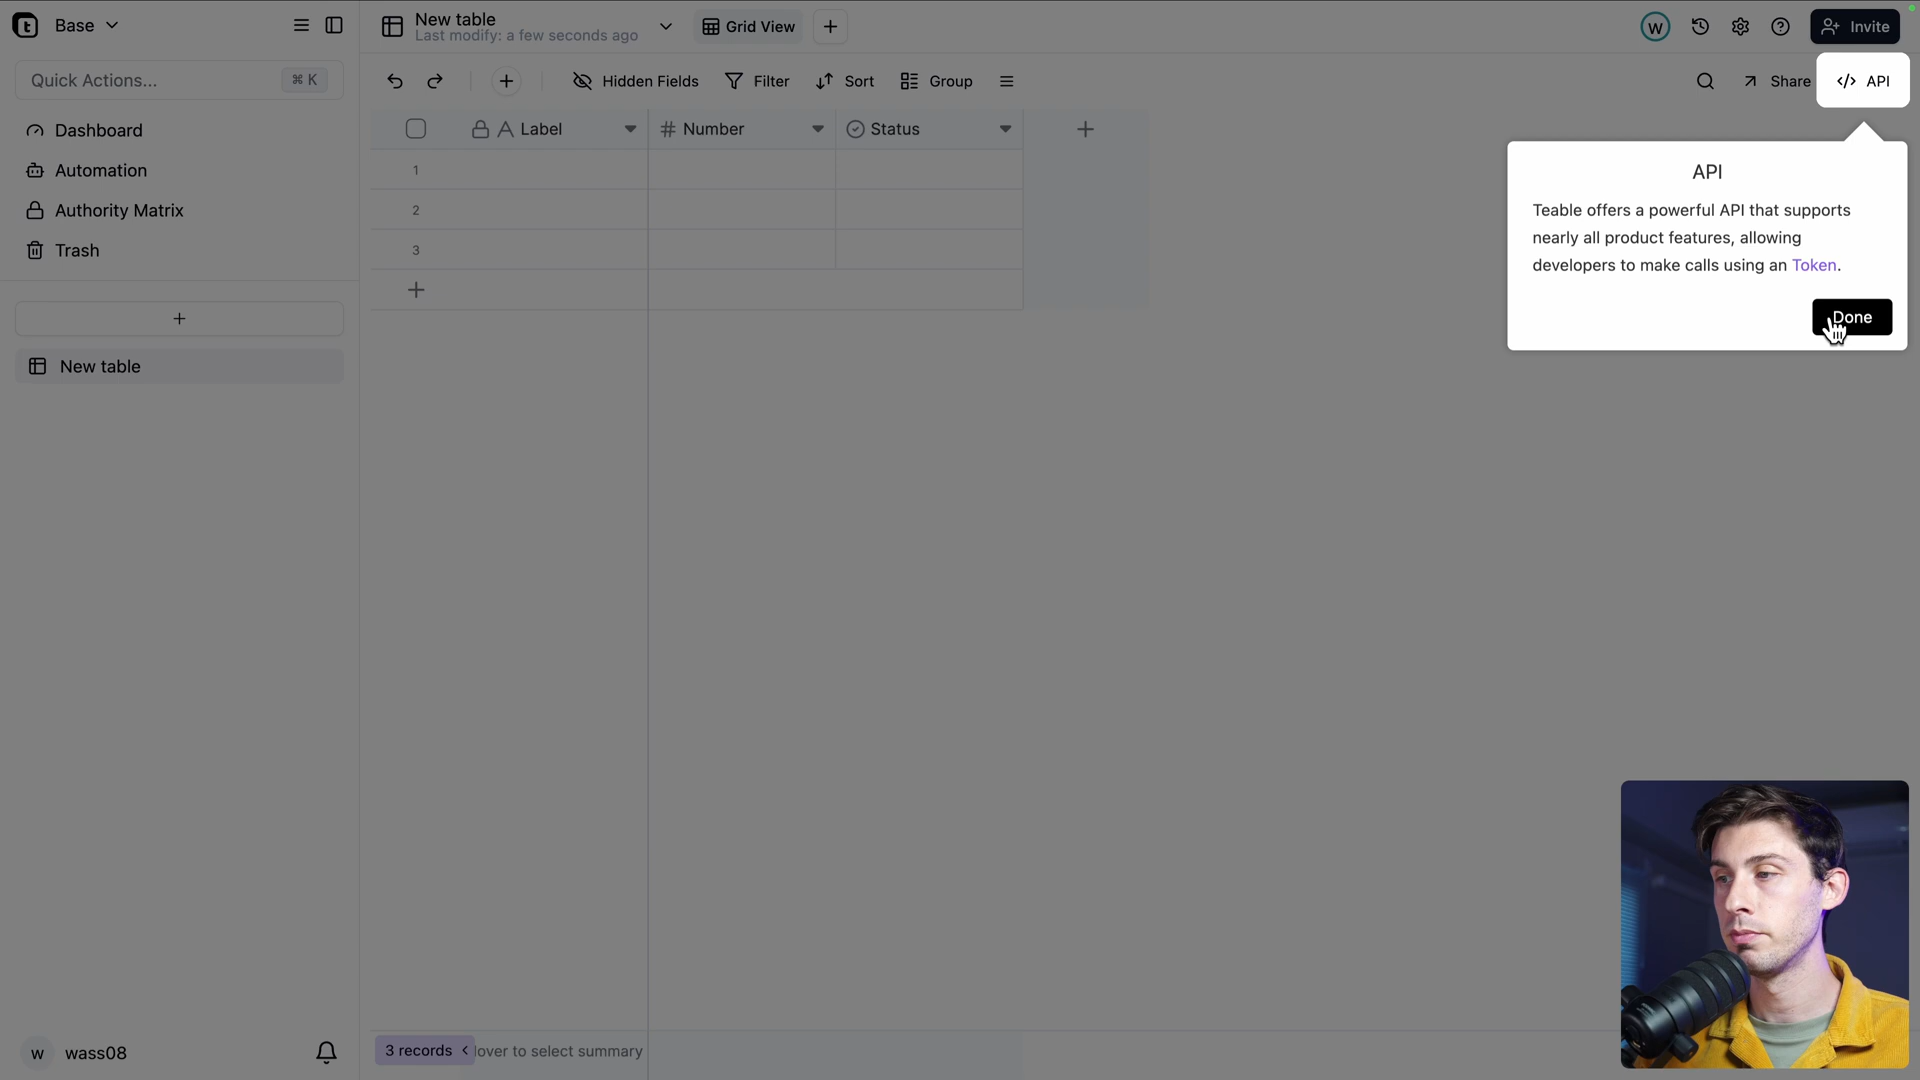 Base
New table
Last modify: a few seconds ago
Grid View
Invite
Quick Actions...
⌘ K
Hidden Fields
Filter
Sort
Group
Share
API
Dashboard
Automation
Authority Matrix
Trash
Label
Number
Status
1
2
3
API
Teable offers a powerful API that supports
nearly all product features, allowing
developers to make calls using an Token.
Done
New table
W wass08
3 records
over to select summary
W